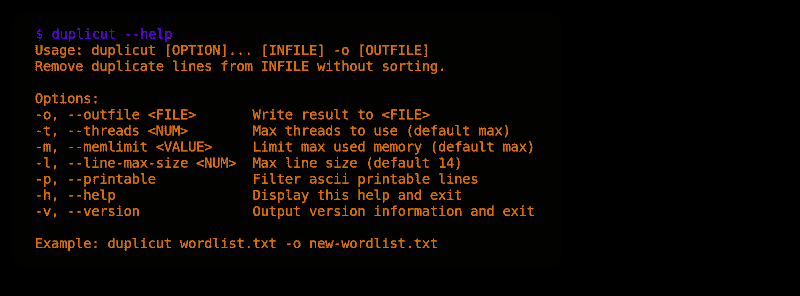 $ duplicut --help
Usage: duplicut [OPTION]... [INFILE] -o [OUTFILE]
Remove duplicate lines from INFILE without sorting.

Options:
-o, --outfile <FILE>       Write result to <FILE>
-t, --threads <NUM>        Max threads to use (default max)
-m, --memlimit <VALUE>     Limit max used memory (default max)
-l, --line-max-size <NUM>  Max line size (default 14)
-p, --printable            Filter ascii printable lines
-h, --help                 Display this help and exit
-v, --version              Output version information and exit

Example: duplicut wordlist.txt -o new-wordlist.txt